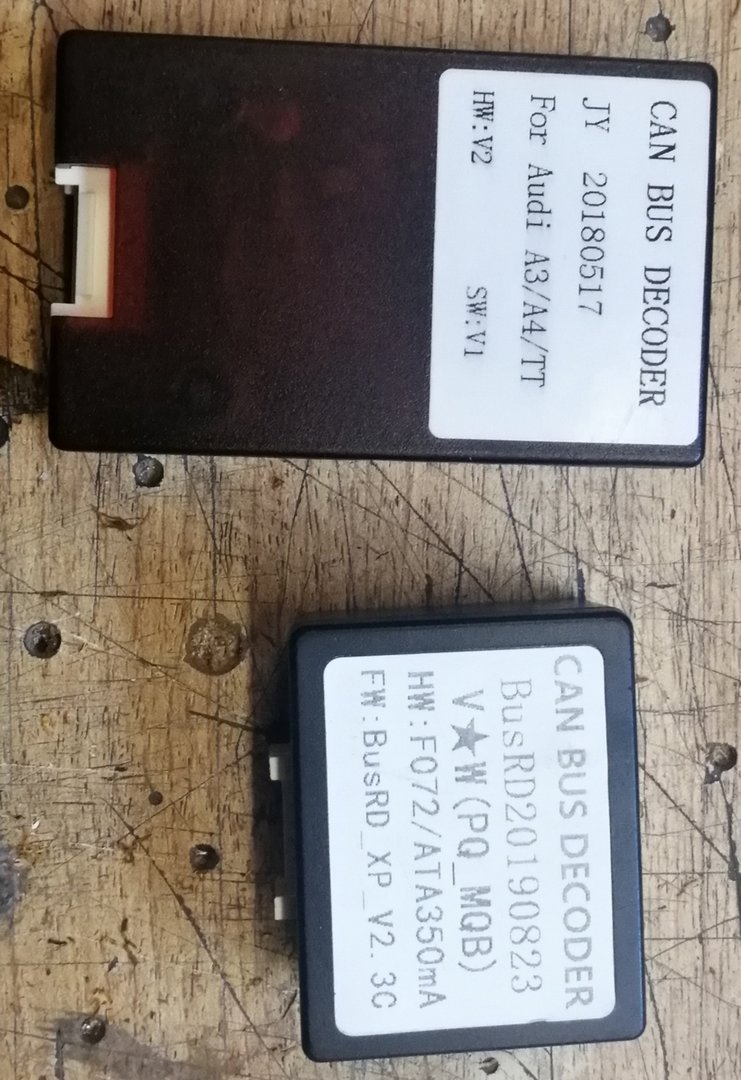 CAN BUS DECODER
JY 20180517
For Audi A3/A4/TT
HW:V2 SW:V1
CAN BUS DECODER
BusRD20190823
V★W(PQ_MQB)
HW:F072/ATA350mA
FW:BusRD_XP_V2.3C